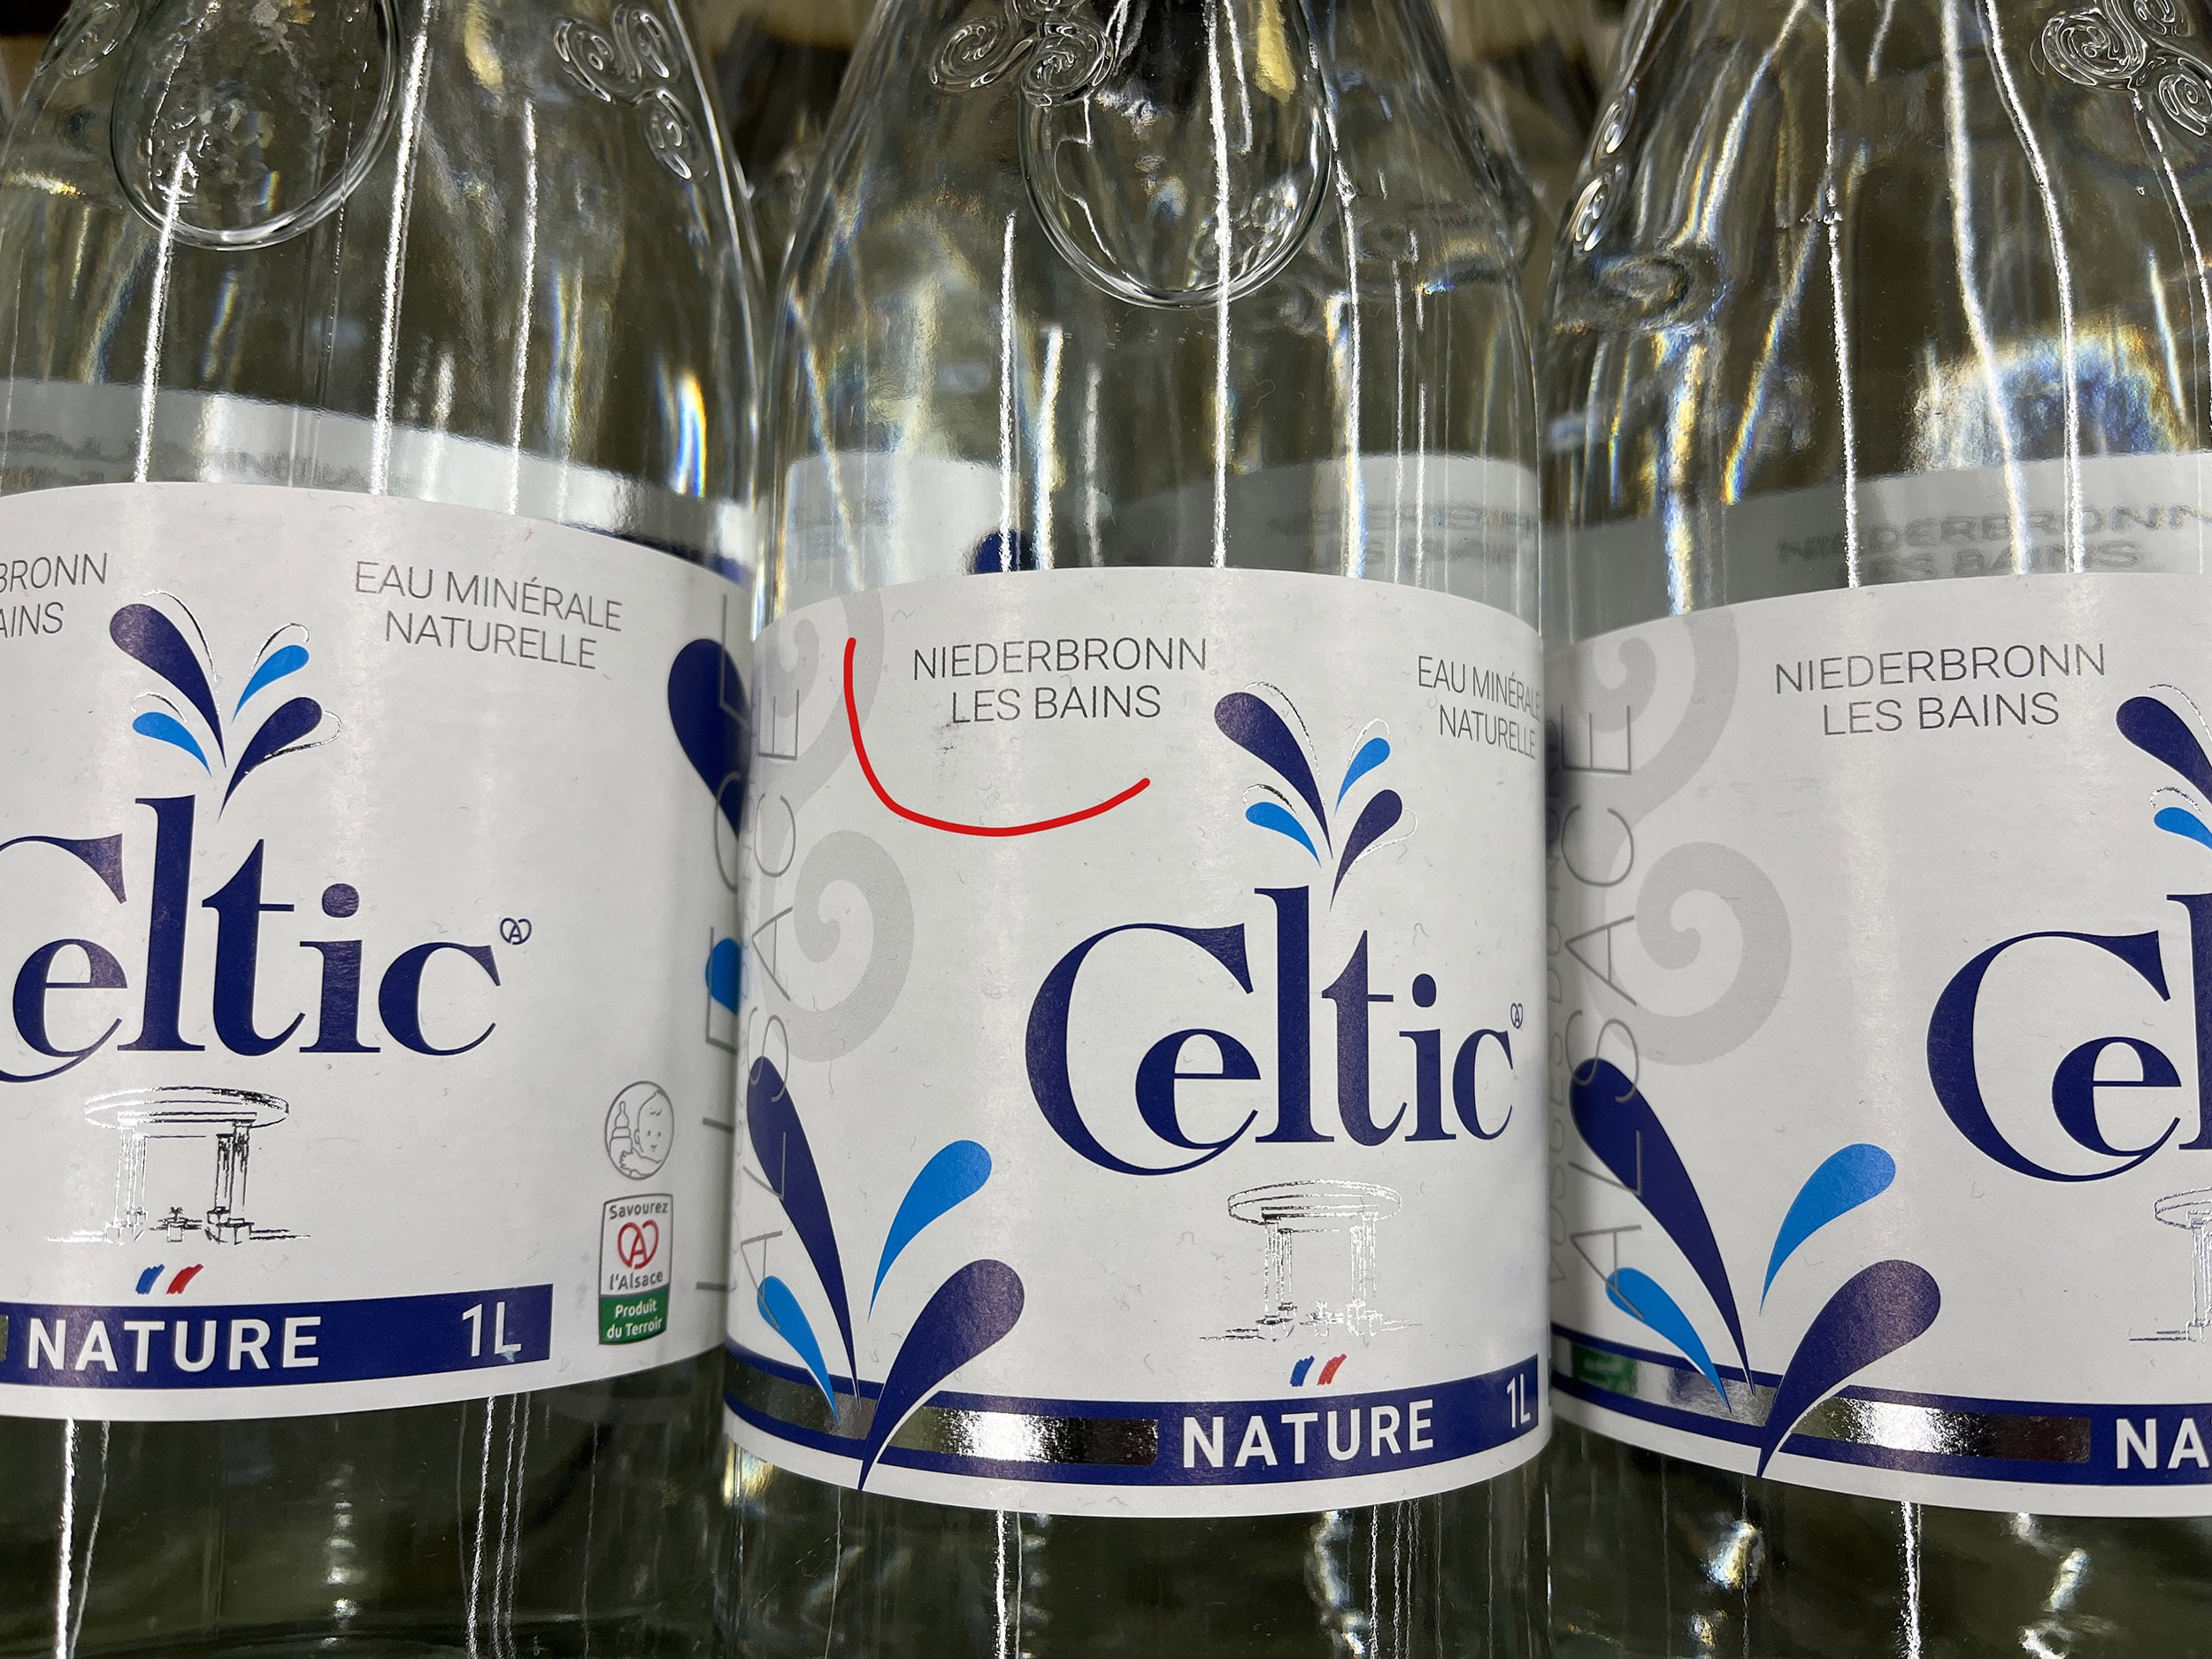 BRONN
AINS
EAU MINÉRALE
NATURELLE
Celtic
Savourez
l'Alsace
Produit
du Terroir
NATURE 1L
NIEDERBRONN
LES BAINS
EAU MINÉRALE
NATURELLE
ALSACE
Celtic
NATURE 1L
NIEDERBRONN
LES BAINS
ALSACE
Cel
NA